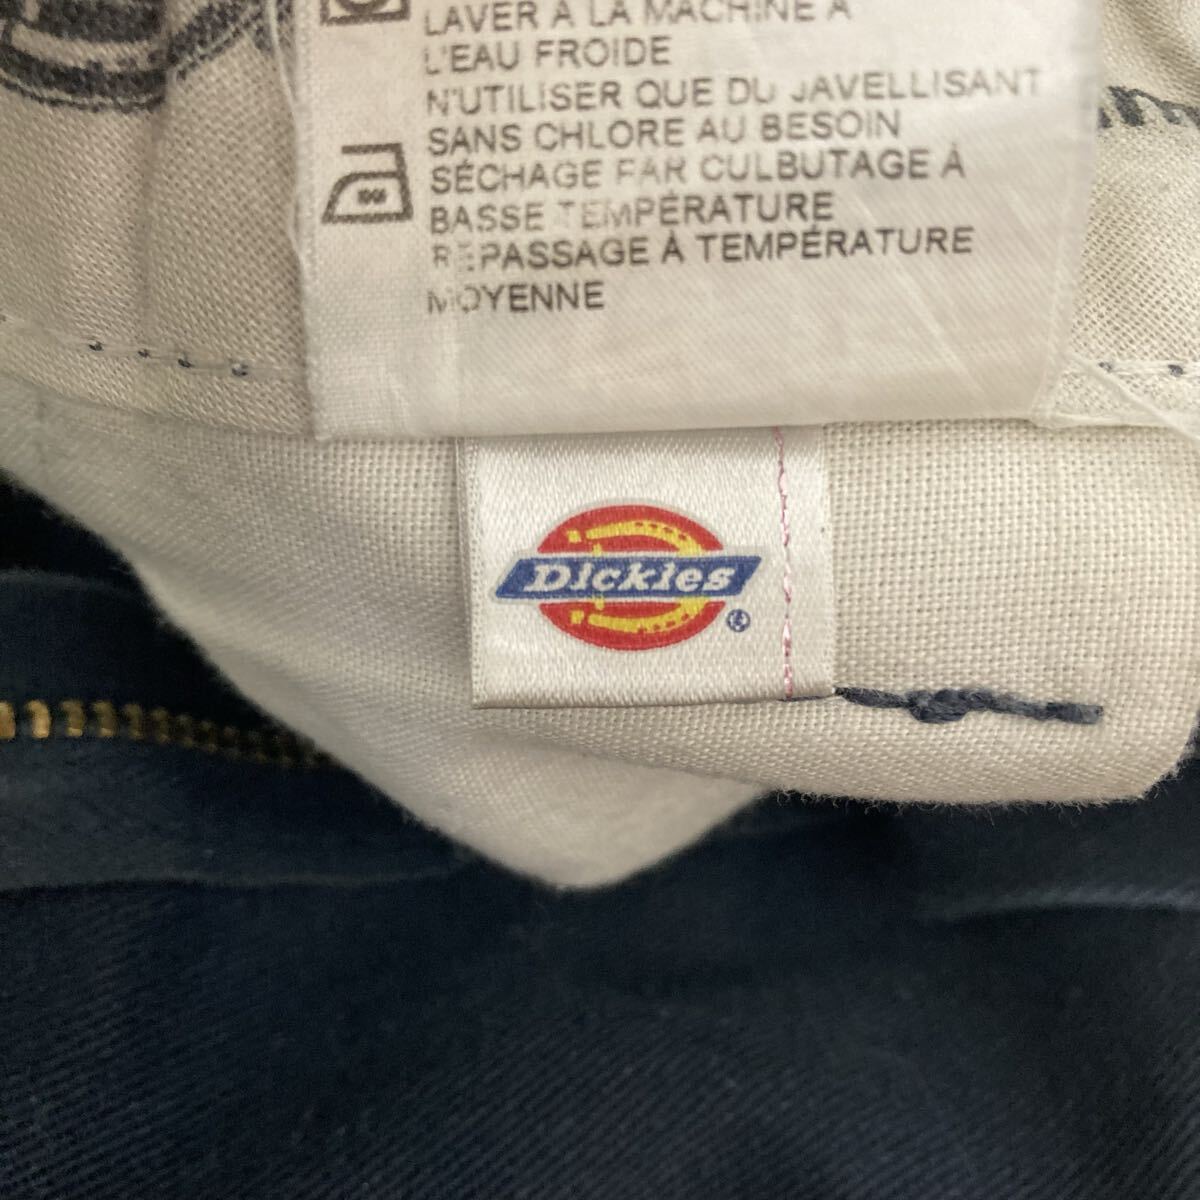 LAVER À LA MACHINE À
L'EAU FROIDE
N'UTILISER QUE DU JAVELLISANT
SANS CHLORE AU BESOIN
SÉCHAGE PAR CULBUTAGE À
BASSE TEMPÉRATURE
REPASSAGE À TEMPÉRATURE
MOYENNE
Dickies
®